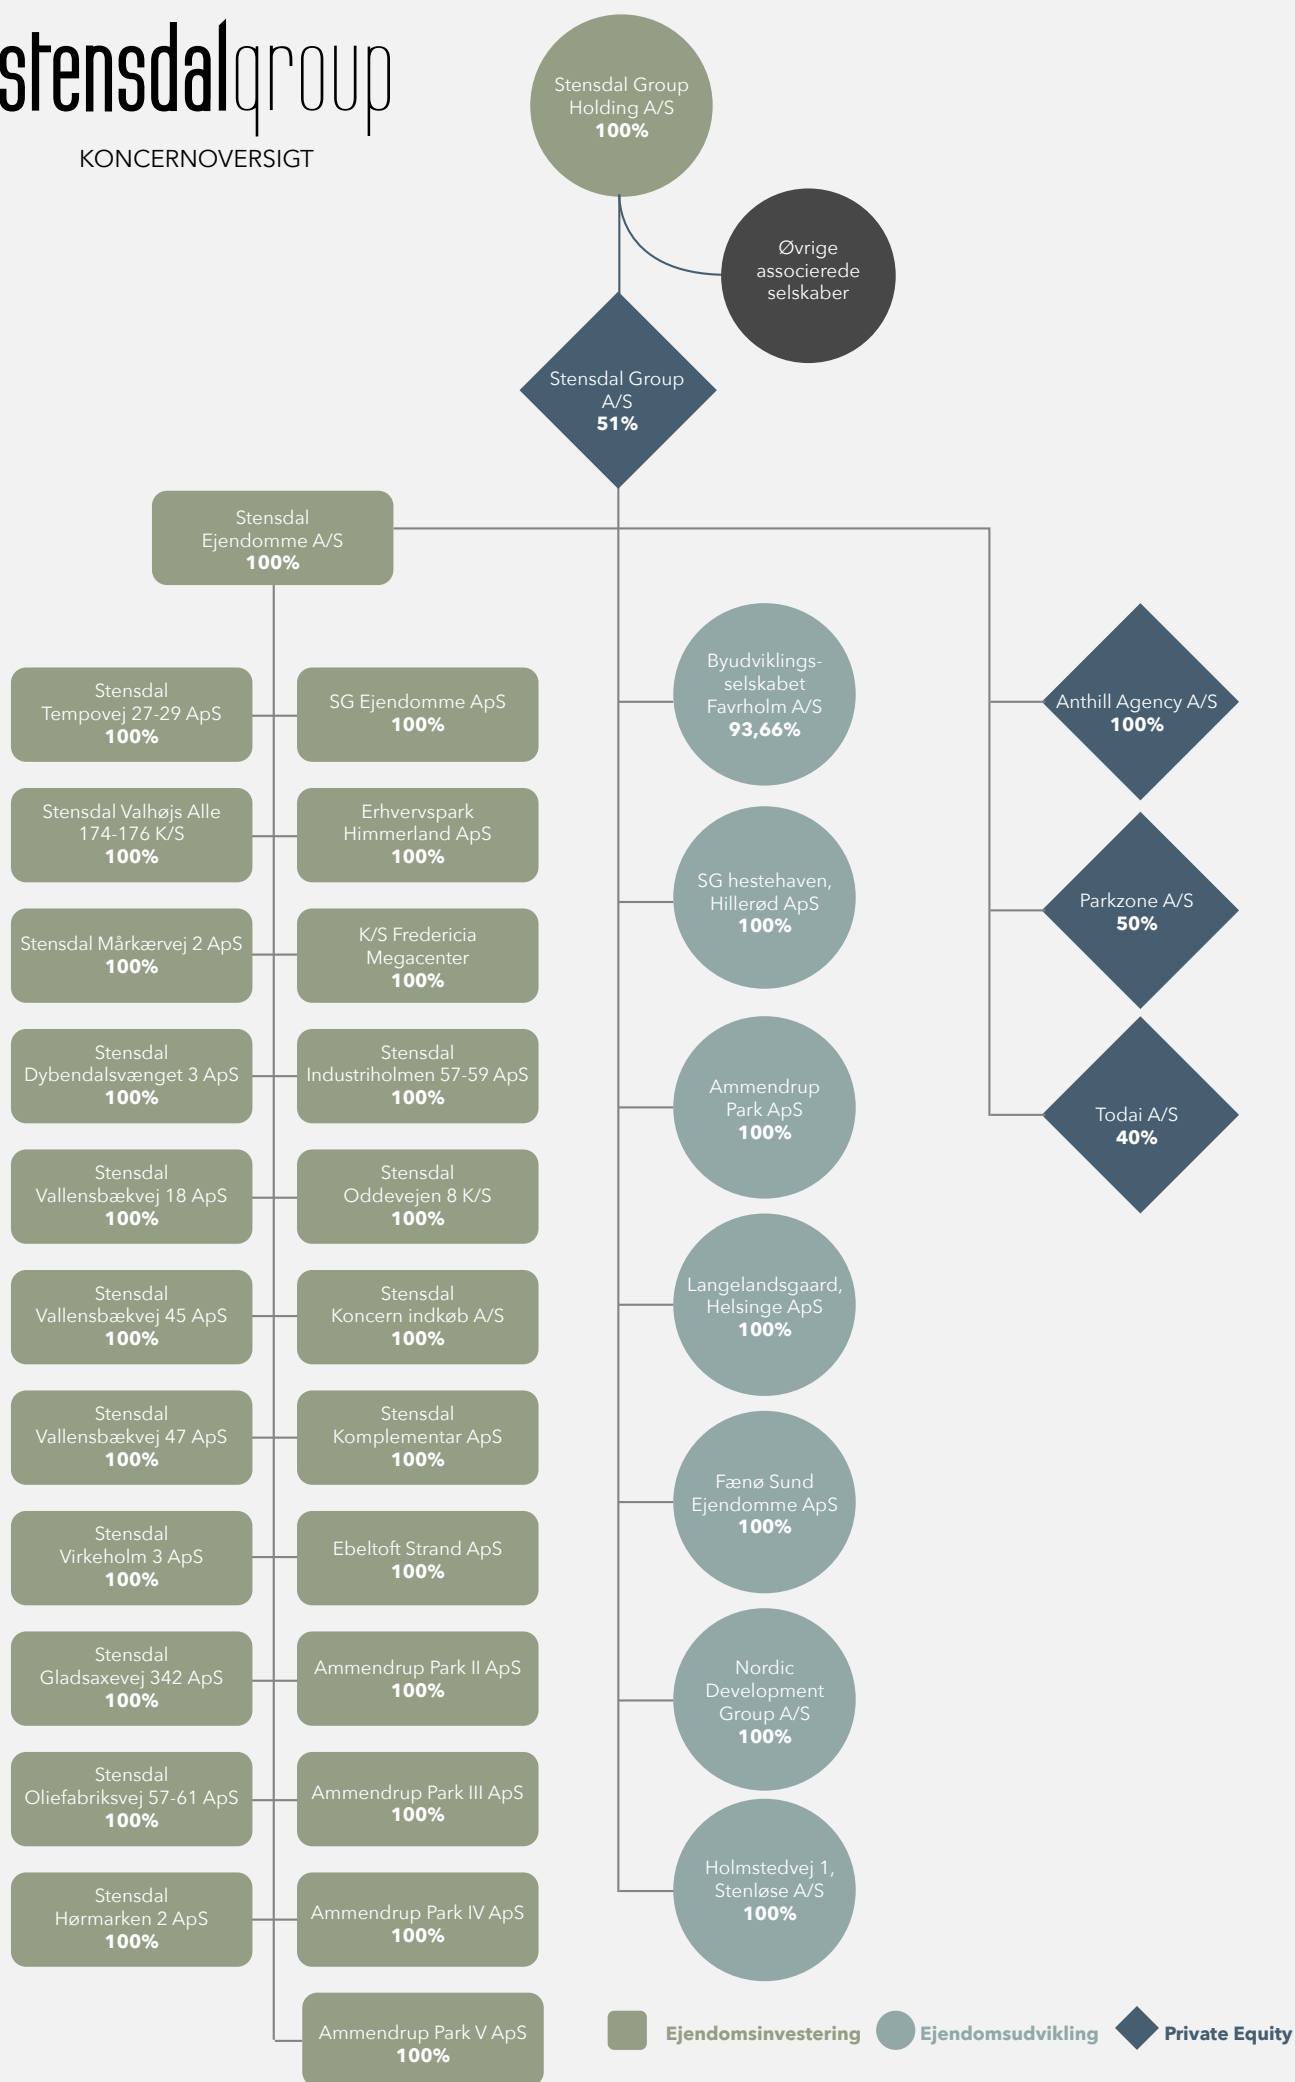 stensdalgroup
KONCERNOVERSIGT
Stensdal Group
Holding A/S
100%
Øvrige
associerede
selskaber
Stensdal Group
A/S
51%
Stensdal
Ejendomme A/S
100%
Stensdal
Tempovej 27-29 ApS
100%
SG Ejendomme ApS
100%
Stensdal Valhøjs Alle
174-176 K/S
100%
Erhvervspark
Himmerland ApS
100%
Stensdal Mårkærvej 2 ApS
100%
K/S Fredericia
Megacenter
100%
Stensdal
Dybendalsvænget 3 ApS
100%
Stensdal
Industriholmen 57-59 ApS
100%
Stensdal
Vallensbækvej 18 ApS
100%
Stensdal
Oddevejen 8 K/S
100%
Stensdal
Vallensbækvej 45 ApS
100%
Stensdal
Koncern indkøb A/S
100%
Stensdal
Vallensbækvej 47 ApS
100%
Stensdal
Komplementar ApS
100%
Stensdal
Virkeholm 3 ApS
100%
Ebeltoft Strand ApS
100%
Stensdal
Gladsaxevej 342 ApS
100%
Ammendrup Park II ApS
100%
Stensdal
Oliefabriksvej 57-61 ApS
100%
Ammendrup Park III ApS
100%
Stensdal
Hørmarken 2 ApS
100%
Ammendrup Park IV ApS
100%
Ammendrup Park V ApS
100%
Byudviklings-
selskabet
Favrholm A/S
93,66%
SG hestehaven,
Hillerød ApS
100%
Ammendrup
Park ApS
100%
Langelandsgaard,
Helsinge ApS
100%
Fænø Sund
Ejendomme ApS
100%
Nordic
Development
Group A/S
100%
Holmstedvej 1,
Stenløse A/S
100%
Anthill Agency A/S
100%
Parkzone A/S
50%
Todai A/S
40%
Ejendomsinvestering
Ejendomsudvikling
Private Equity